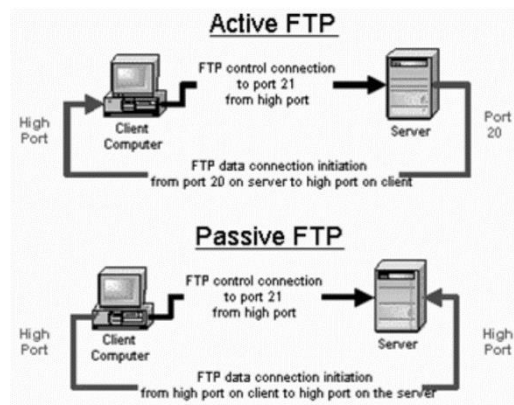 Active FTP
FTP control connection
to port 21
from high port
High
Port
Client
Computer
Server
Port
20
FTP data connection initiation
from port 20 on server to high port on client
Passive FTP
FTP control connection
to port 21
from high port
High
Port
Client
Computer
Server
High
Port
FTP data connection initiation
from high port on client to high port on the server